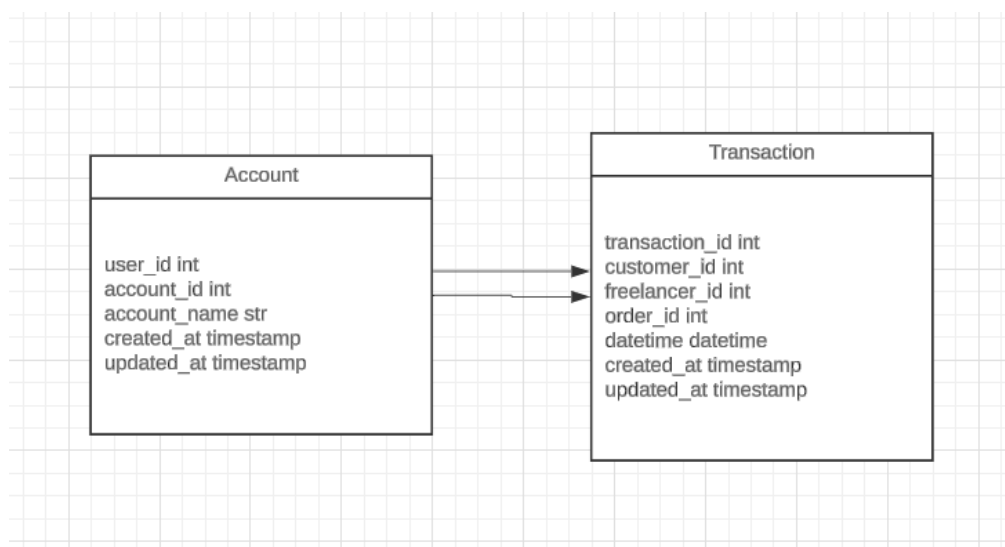 Account
user_id int
account_id int
account_name str
created_at timestamp
updated_at timestamp
Transaction
transaction_id int
customer_id int
freelancer_id int
order_id int
datetime datetime
created_at timestamp
updated_at timestamp